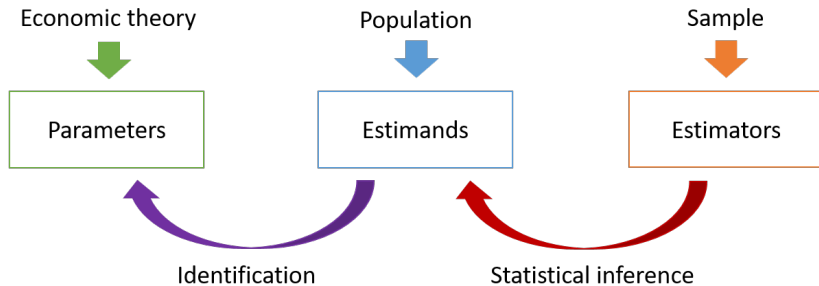 Economic theory
Population
Sample
Parameters
Estimands
Estimators
Identification
Statistical inference